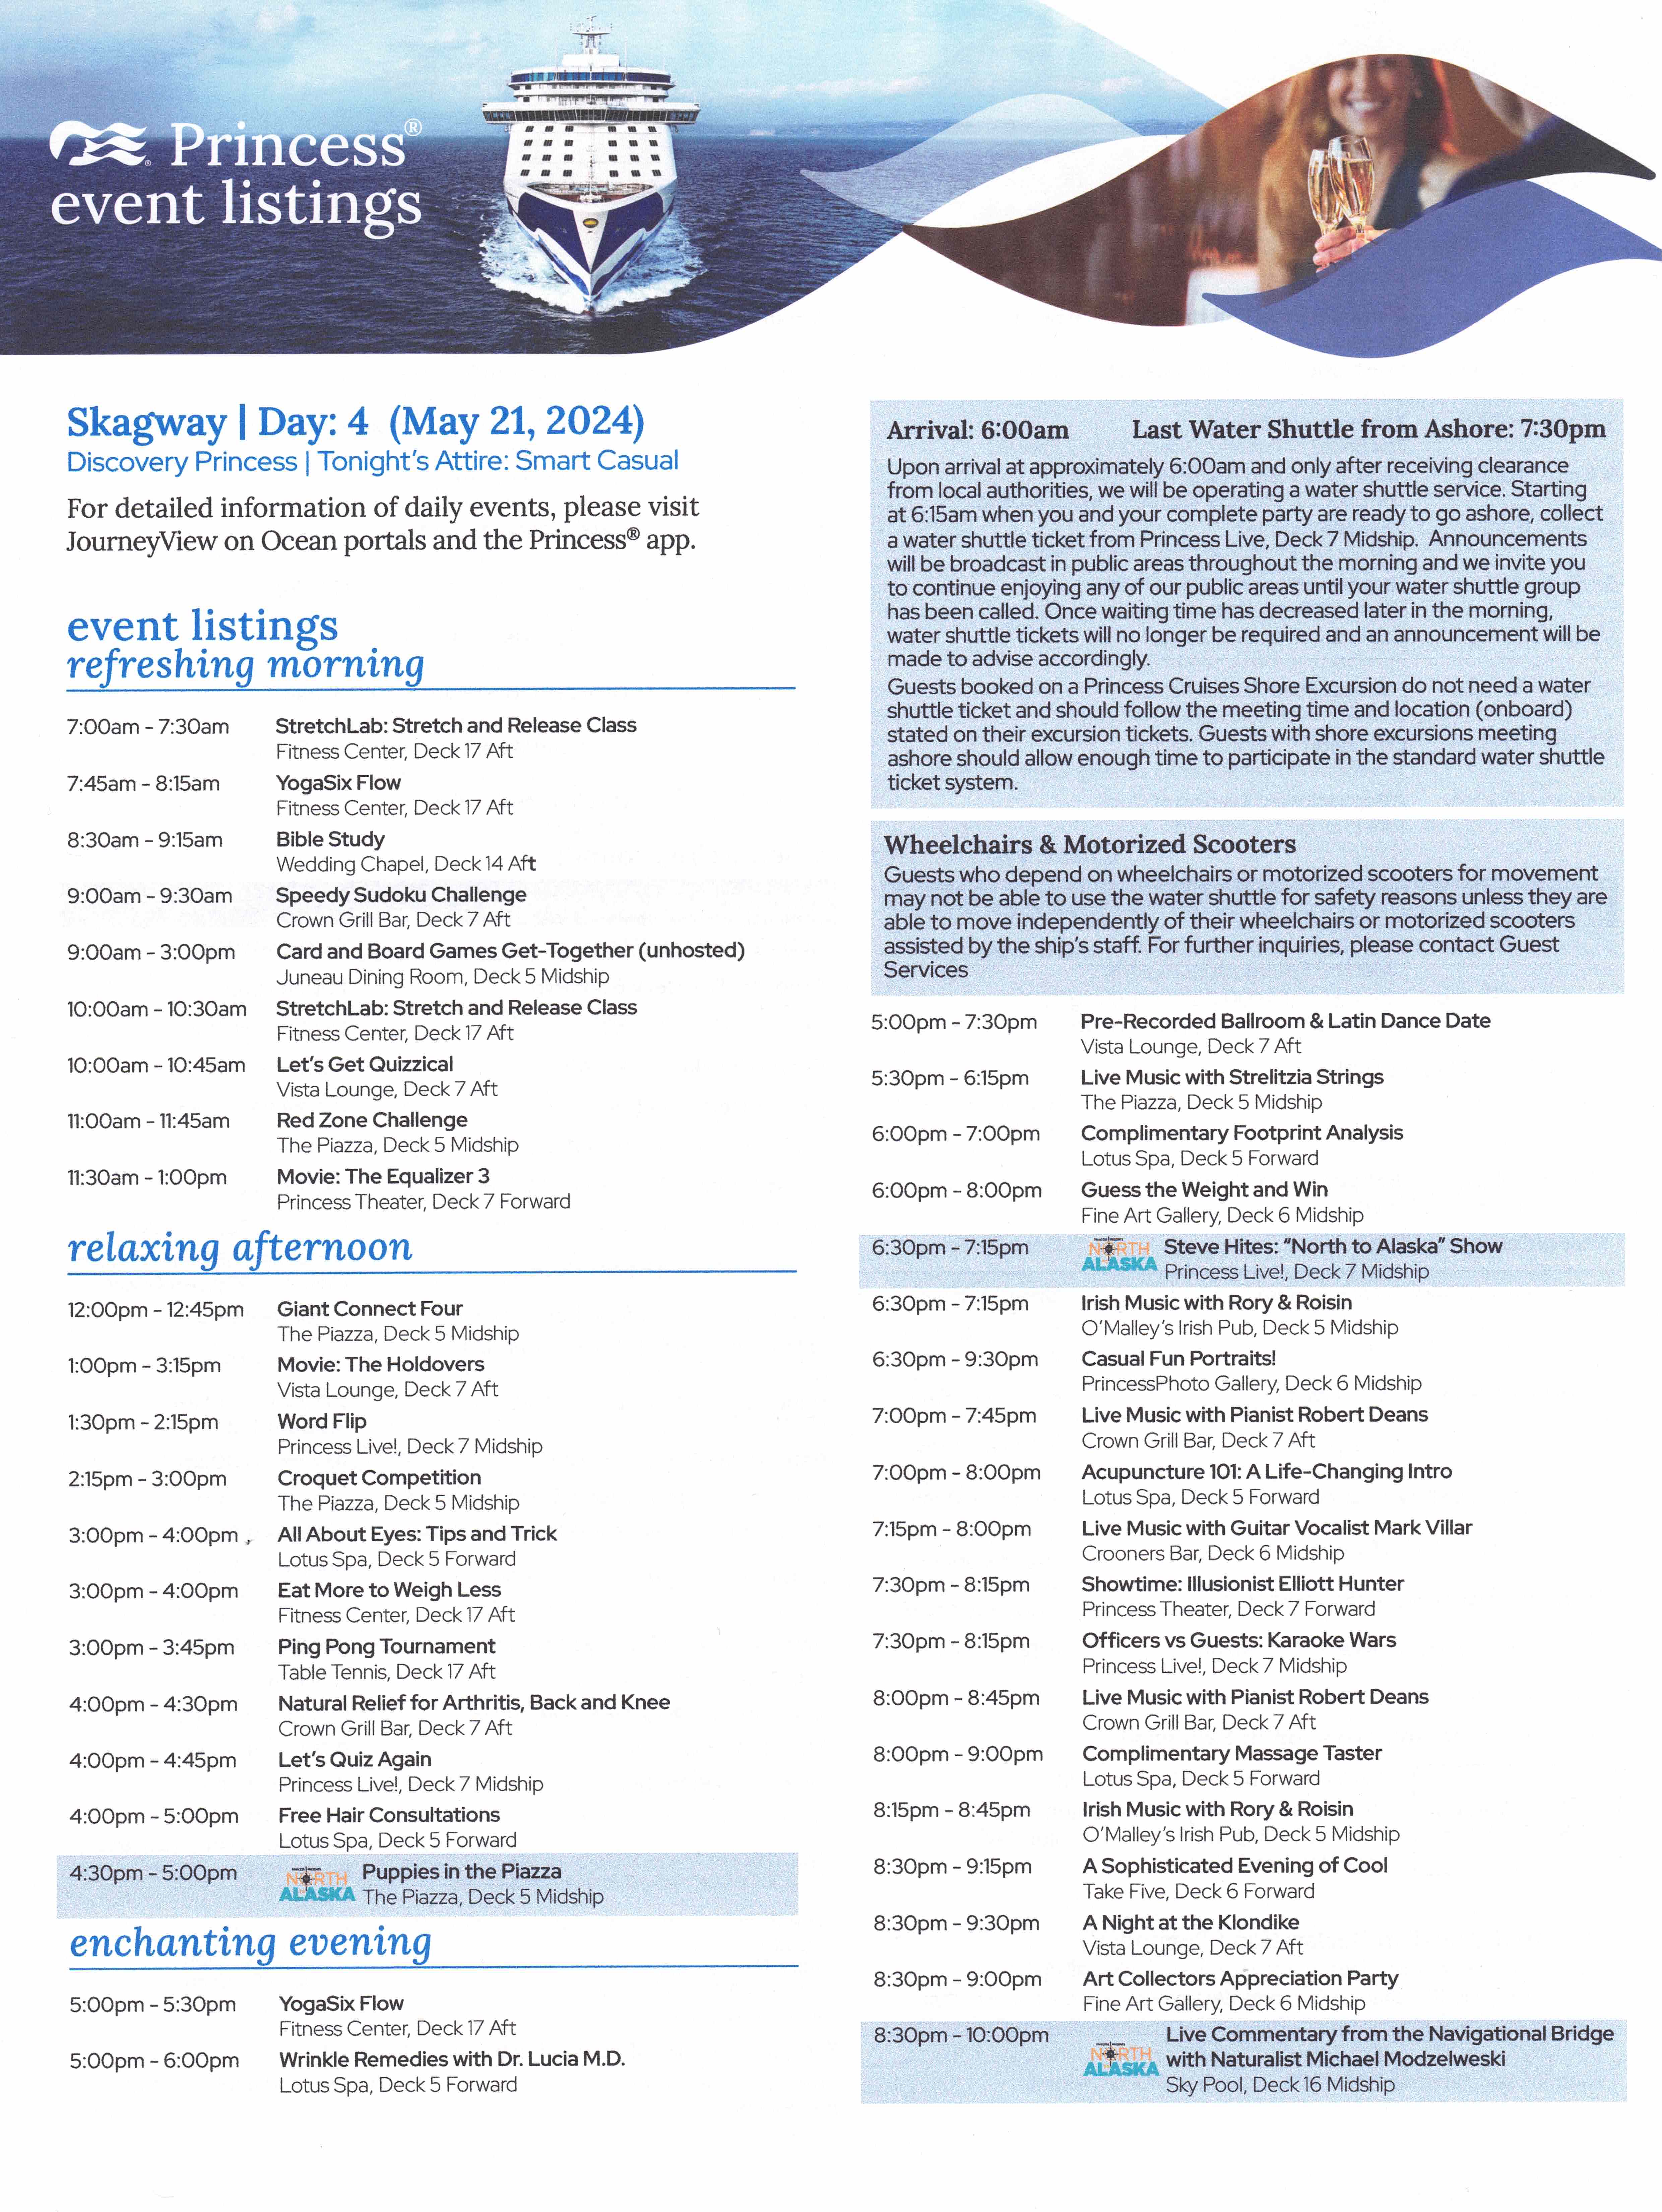 Princess®
event listings
Skagway | Day: 4 (May 21, 2024)
Discovery Princess | Tonight's Attire: Smart Casual
For detailed information of daily events, please visit
JourneyView on Ocean portals and the Princess® app.
event listings
refreshing morning
7:00am - 7:30am StretchLab: Stretch and Release Class
Fitness Center, Deck 17 Aft
7:45am - 8:15am YogaSix Flow
Fitness Center, Deck 17 Aft
8:30am - 9:15am Bible Study
Wedding Chapel, Deck 14 Aft
9:00am - 9:30am Speedy Sudoku Challenge
Crown Grill Bar, Deck 7 Aft
9:00am - 3:00pm Card and Board Games Get-Together (unhosted)
Juneau Dining Room, Deck 5 Midship
10:00am - 10:30am StretchLab: Stretch and Release Class
Fitness Center, Deck 17 Aft
10:00am - 10:45am Let's Get Quizzical
Vista Lounge, Deck 7 Aft
11:00am - 11:45am Red Zone Challenge
The Piazza, Deck 5 Midship
11:30am - 1:00pm Movie: The Equalizer 3
Princess Theater, Deck 7 Forward
relaxing afternoon
12:00pm - 12:45pm Giant Connect Four
The Piazza, Deck 5 Midship
1:00pm - 3:15pm Movie: The Holdovers
Vista Lounge, Deck 7 Aft
1:30pm - 2:15pm Word Flip
Princess Live!, Deck 7 Midship
2:15pm - 3:00pm Croquet Competition
The Piazza, Deck 5 Midship
3:00pm - 4:00pm All About Eyes: Tips and Trick
Lotus Spa, Deck 5 Forward
3:00pm - 4:00pm Eat More to Weigh Less
Fitness Center, Deck 17 Aft
3:00pm - 3:45pm Ping Pong Tournament
Table Tennis, Deck 17 Aft
4:00pm - 4:30pm Natural Relief for Arthritis, Back and Knee
Crown Grill Bar, Deck 7 Aft
4:00pm - 4:45pm Let's Quiz Again
Princess Live!, Deck 7 Midship
4:00pm - 5:00pm Free Hair Consultations
Lotus Spa, Deck 5 Forward
4:30pm - 5:00pm NORTH Puppies in the Piazza
ALASKA The Piazza, Deck 5 Midship
enchanting evening
5:00pm - 5:30pm YogaSix Flow
Fitness Center, Deck 17 Aft
5:00pm - 6:00pm Wrinkle Remedies with Dr. Lucia M.D.
Lotus Spa, Deck 5 Forward
Arrival: 6:00am Last Water Shuttle from Ashore: 7:30pm
Upon arrival at approximately 6:00am and only after receiving clearance
from local authorities, we will be operating a water shuttle service. Starting
at 6:15am when you and your complete party are ready to go ashore, collect
a water shuttle ticket from Princess Live, Deck 7 Midship. Announcements
will be broadcast in public areas throughout the morning and we invite you
to continue enjoying any of our public areas until your water shuttle group
has been called. Once waiting time has decreased later in the morning,
water shuttle tickets will no longer be required and an announcement will be
made to advise accordingly.
Guests booked on a Princess Cruises Shore Excursion do not need a water
shuttle ticket and should follow the meeting time and location (onboard)
stated on their excursion tickets. Guests with shore excursions meeting
ashore should allow enough time to participate in the standard water shuttle
ticket system.
Wheelchairs & Motorized Scooters
Guests who depend on wheelchairs or motorized scooters for movement
may not be able to use the water shuttle for safety reasons unless they are
able to move independently of their wheelchairs or motorized scooters
assisted by the ship's staff. For further inquiries, please contact Guest
Services
5:00pm - 7:30pm Pre-Recorded Ballroom & Latin Dance Date
Vista Lounge, Deck 7 Aft
5:30pm - 6:15pm Live Music with Strelitzia Strings
The Piazza, Deck 5 Midship
6:00pm - 7:00pm Complimentary Footprint Analysis
Lotus Spa, Deck 5 Forward
6:00pm - 8:00pm Guess the Weight and Win
Fine Art Gallery, Deck 6 Midship
6:30pm - 7:15pm NORTH Steve Hites: "North to Alaska" Show
ALASKA Princess Live!, Deck 7 Midship
6:30pm - 7:15pm Irish Music with Rory & Roisin
O'Malley's Irish Pub, Deck 5 Midship
6:30pm - 9:30pm Casual Fun Portraits!
PrincessPhoto Gallery, Deck 6 Midship
7:00pm - 7:45pm Live Music with Pianist Robert Deans
Crown Grill Bar, Deck 7 Aft
7:00pm - 8:00pm Acupuncture 101: A Life-Changing Intro
Lotus Spa, Deck 5 Forward
7:15pm - 8:00pm Live Music with Guitar Vocalist Mark Villar
Crooners Bar, Deck 6 Midship
7:30pm - 8:15pm Showtime: Illusionist Elliott Hunter
Princess Theater, Deck 7 Forward
7:30pm - 8:15pm Officers vs Guests: Karaoke Wars
Princess Live!, Deck 7 Midship
8:00pm - 8:45pm Live Music with Pianist Robert Deans
Crown Grill Bar, Deck 7 Aft
8:00pm - 9:00pm Complimentary Massage Taster
Lotus Spa, Deck 5 Forward
8:15pm - 8:45pm Irish Music with Rory & Roisin
O'Malley's Irish Pub, Deck 5 Midship
8:30pm - 9:15pm A Sophisticated Evening of Cool
Take Five, Deck 6 Forward
8:30pm - 9:30pm A Night at the Klondike
Vista Lounge, Deck 7 Aft
8:30pm - 9:00pm Art Collectors Appreciation Party
Fine Art Gallery, Deck 6 Midship
8:30pm - 10:00pm Live Commentary from the Navigational Bridge
NORTH with Naturalist Michael Modzelweski
ALASKA Sky Pool, Deck 16 Midship